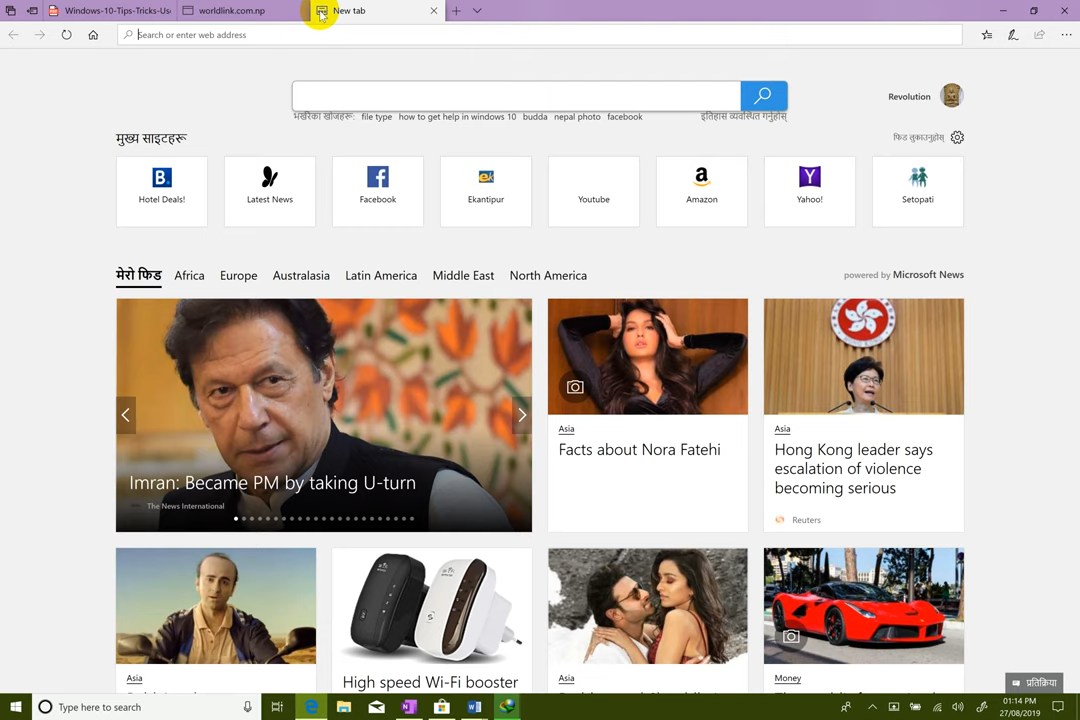 Windows-10-Tips-Tricks-Us
worldlink.com.np
New tab
Search or enter web address
Revolution
भर्खरैका खोजहरू: file type how to get help in windows 10 budda nepal photo facebook
इतिहास व्यवस्थित गर्नुहोस्
मुख्य साइटहरू
फिड लुकाउनुहोस्
Hotel Deals!
Latest News
Facebook
ek
Ekantipur
Youtube
Amazon
Yahoo!
Setopati
मेरो फिड Africa Europe Australasia Latin America Middle East North America
powered by Microsoft News
Imran: Became PM by taking U-turn
The News International
Asia
Facts about Nora Fatehi
Asia
Hong Kong leader says
escalation of violence
becoming serious
Reuters
Asia
High speed Wi-Fi booster
Asia
Money
प्रतिक्रिया
Type here to search
01:14 PM
27/08/2019